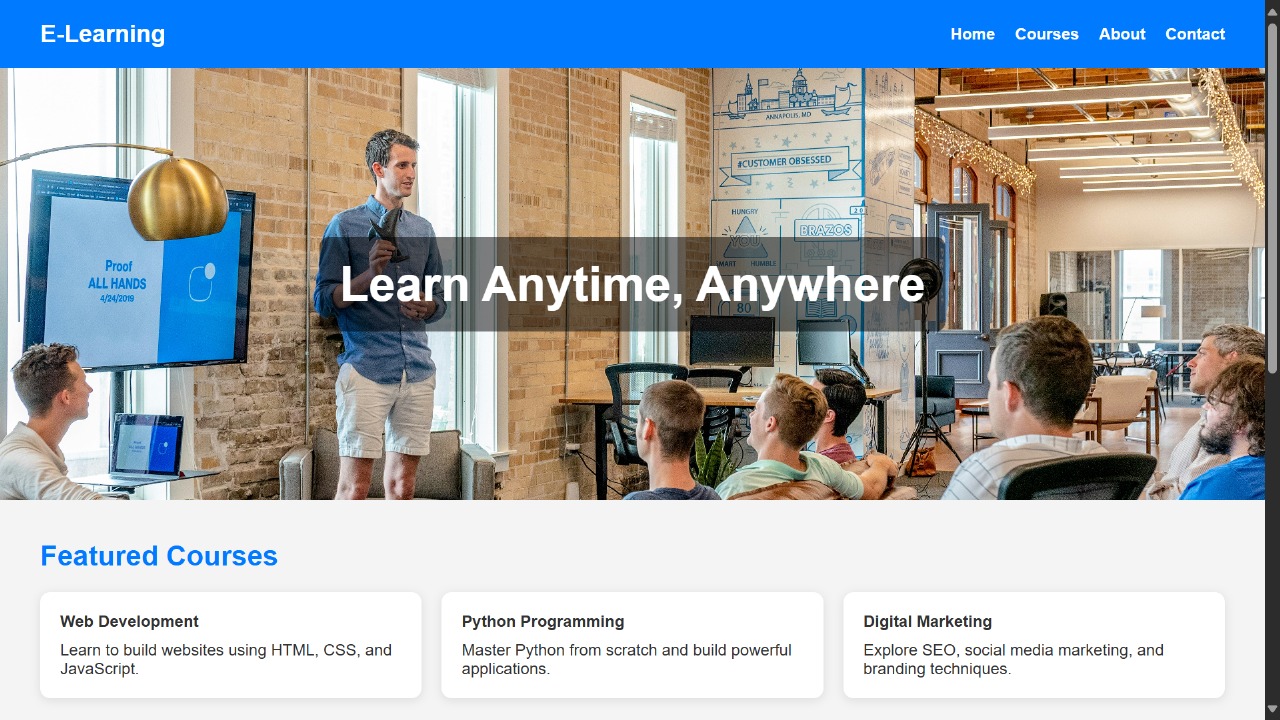 E-Learning
Home Courses About Contact
ANNAPOLIS, MD
#CUSTOMER OBSESSED
HUNGRY
YOU
BRAZOS
SMART HUMBLE
80
Proof
ALL HANDS
4/24/2019
Learn Anytime, Anywhere
Featured Courses
Web Development
Learn to build websites using HTML, CSS, and
JavaScript.
Python Programming
Master Python from scratch and build powerful
applications.
Digital Marketing
Explore SEO, social media marketing, and
branding techniques.